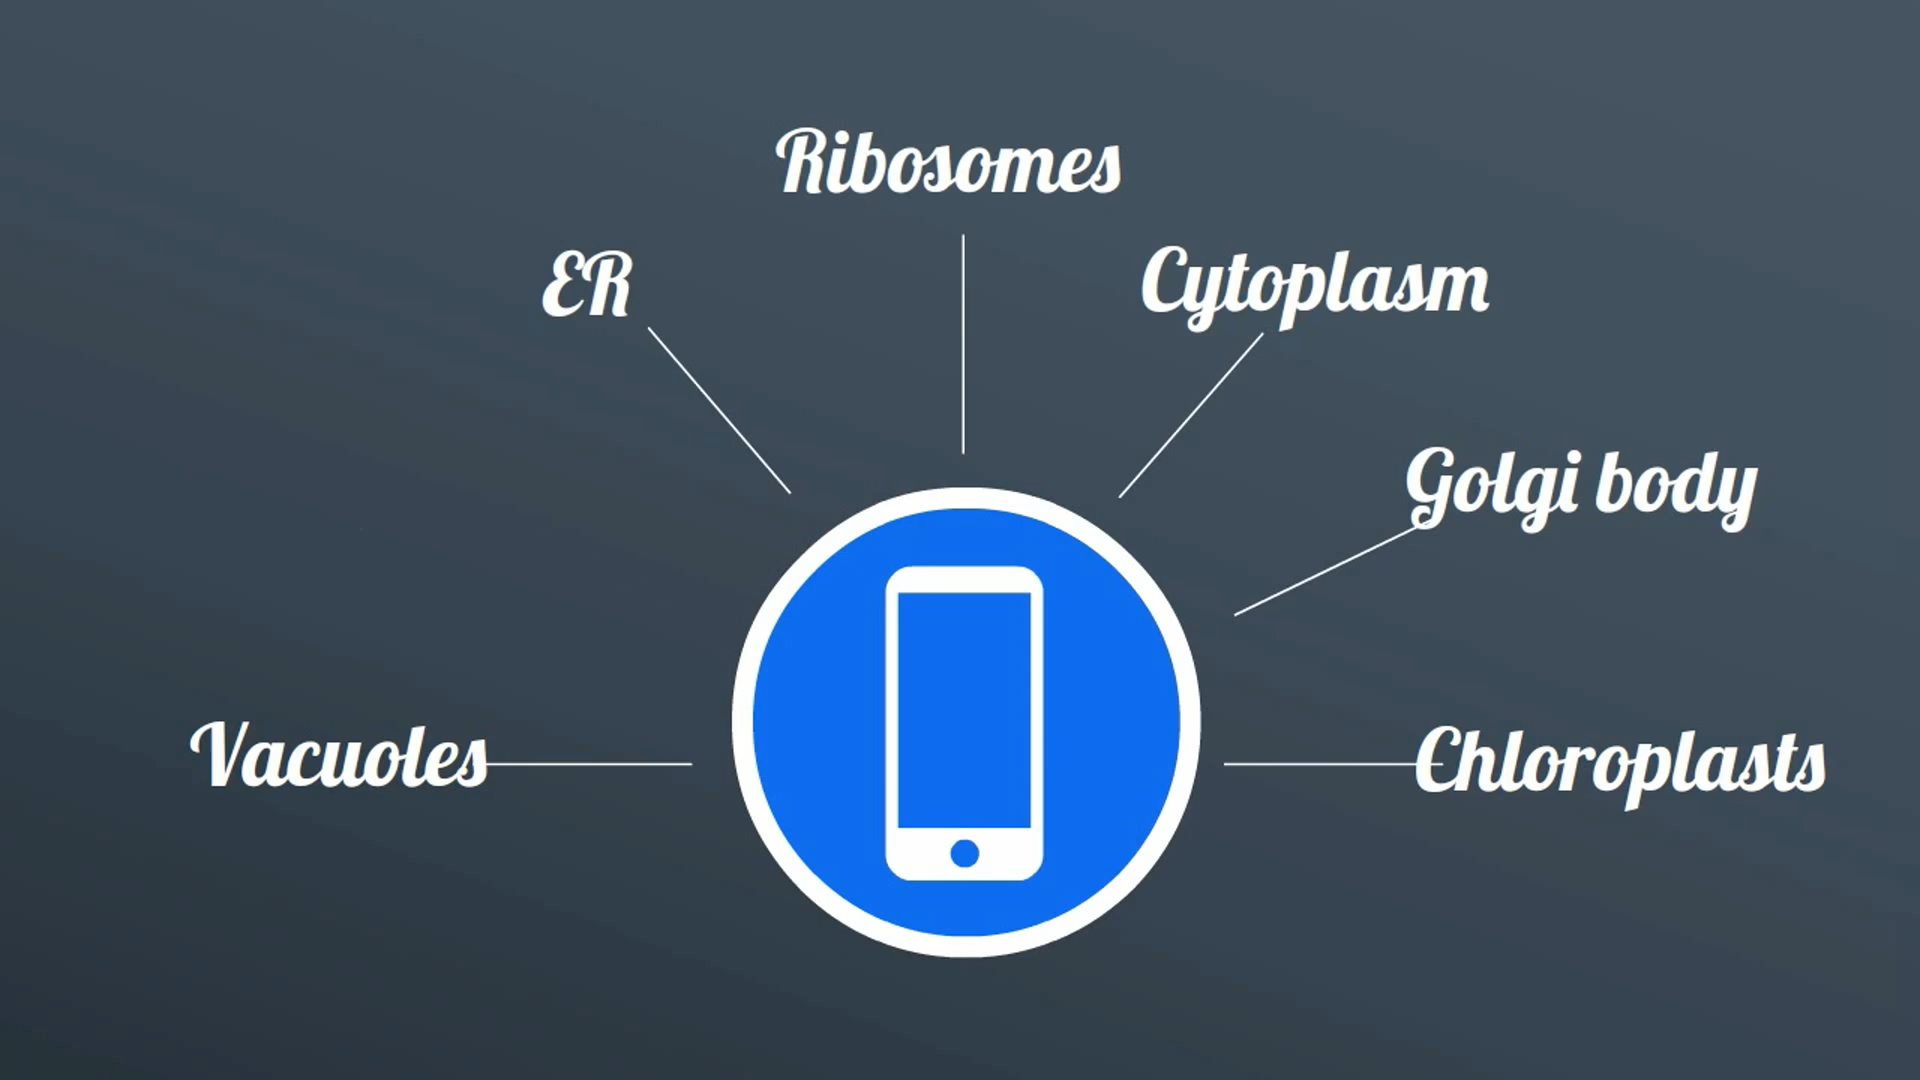 Ribosomes
ER
Cytoplasm
Golgi body
Vacuoles
Chloroplasts